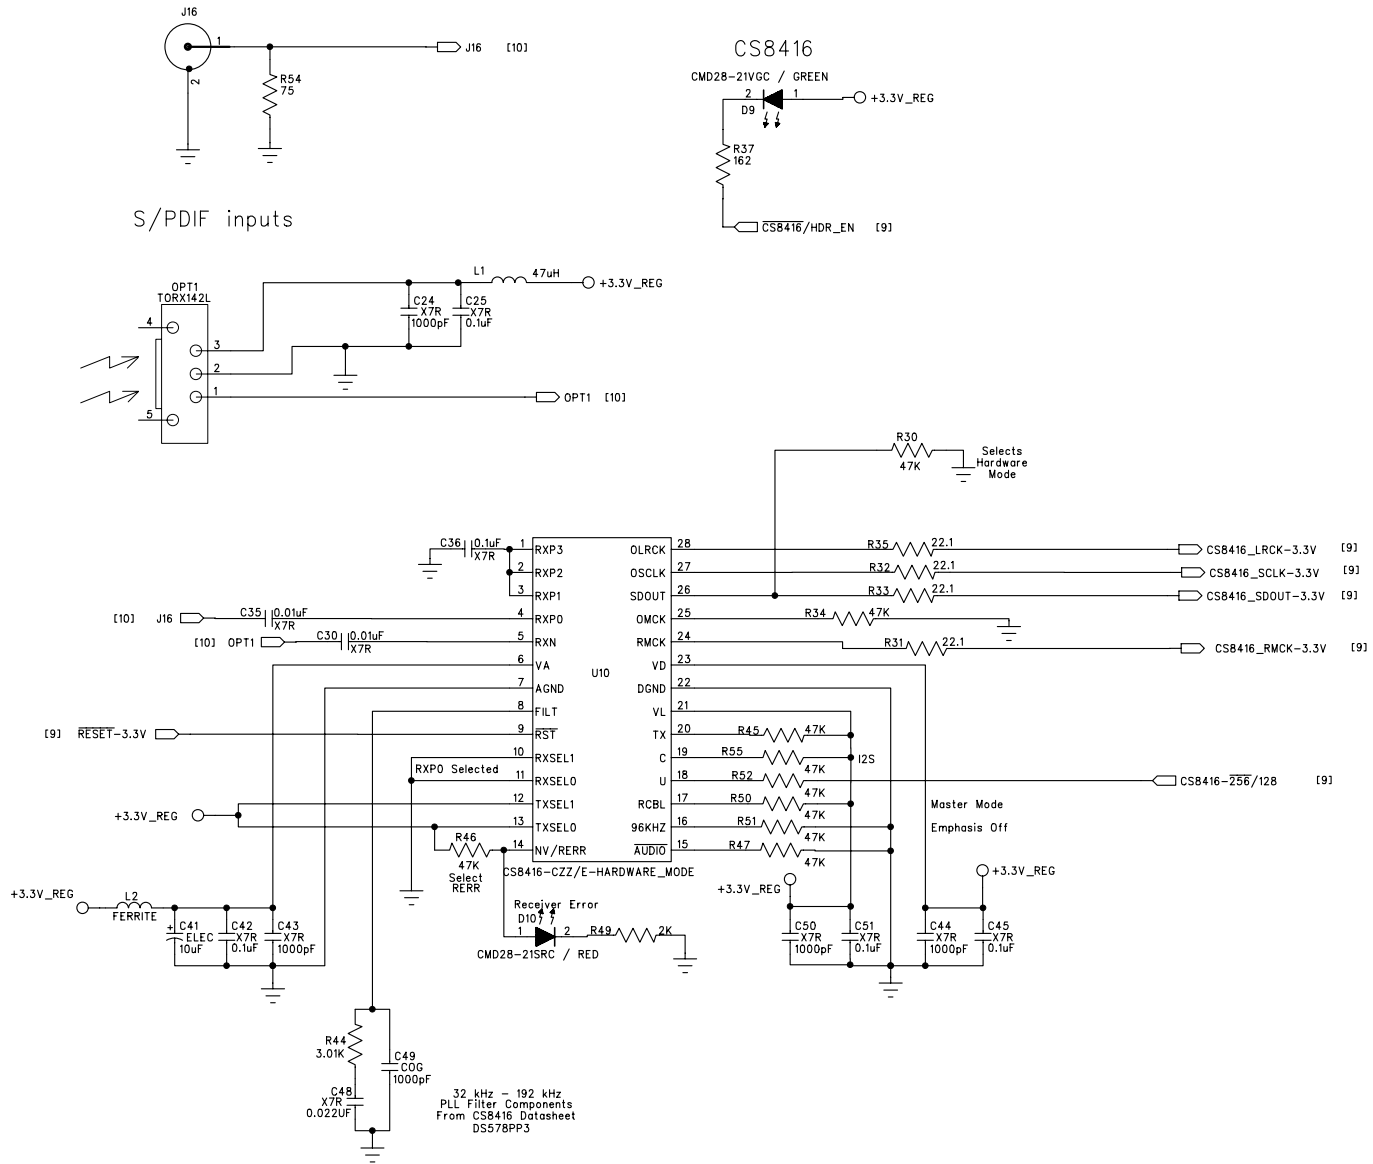 J16
1
2
R54
75
J16 [10]
CS8416
CMD28-21VGC / GREEN
2
1
D9
+3.3V_REG
R37
162
CS8416/HDR_EN [9]
S/PDIF inputs
OPT1
TORX142L
4
3
2
1
5
L1
47uH
+3.3V_REG
C24
X7R
1000pF
C25
X7R
0.1uF
OPT1 [10]
R30
47K
Selects
Hardware
Mode
C36
0.1uF
X7R
[10] J16
C35
0.01uF
X7R
[10] OPT1
C30
0.01uF
X7R
[9] RESET-3.3V
RXP0 Selected
+3.3V_REG
R46
47K
Select
RERR
1 RXP3
2 RXP2
3 RXP1
4 RXP0
5 RXN
6 VA
7 AGND
8 FILT
9 RST
10 RXSEL1
11 RXSEL0
12 TXSEL1
13 TXSEL0
14 NV/RERR
U10
OLRCK 28
OSCLK 27
SDOUT 26
OMCK 25
RMCK 24
VD 23
DGND 22
VL 21
TX 20
C 19
U 18
RCBL 17
96KHZ 16
AUDIO 15
CS8416-CZZ/E-HARDWARE_MODE
R35 22.1
CS8416_LRCK-3.3V [9]
R32 22.1
CS8416_SCLK-3.3V [9]
R33 22.1
CS8416_SDOUT-3.3V [9]
R34 47K
R31 22.1
CS8416_RMCK-3.3V [9]
R45 47K
R55
47K
I2S
R52
47K
CS8416-256/128 [9]
R50
47K
Master Mode
R51
47K
Emphasis Off
R47
47K
+3.3V_REG
L2
FERRITE
+
C41
ELEC
10uF
C42
X7R
0.1uF
C43
X7R
1000pF
Receiver Error
D10
1
2
R49 2K
CMD28-21SRC / RED
+3.3V_REG
C50
X7R
1000pF
C51
X7R
0.1uF
+3.3V_REG
C44
X7R
1000pF
C45
X7R
0.1uF
R44
3.01K
C48
X7R
0.022UF
C49
COG
1000pF
32 kHz - 192 kHz
PLL Filter Components
From CS8416 Datasheet
DS578PP3